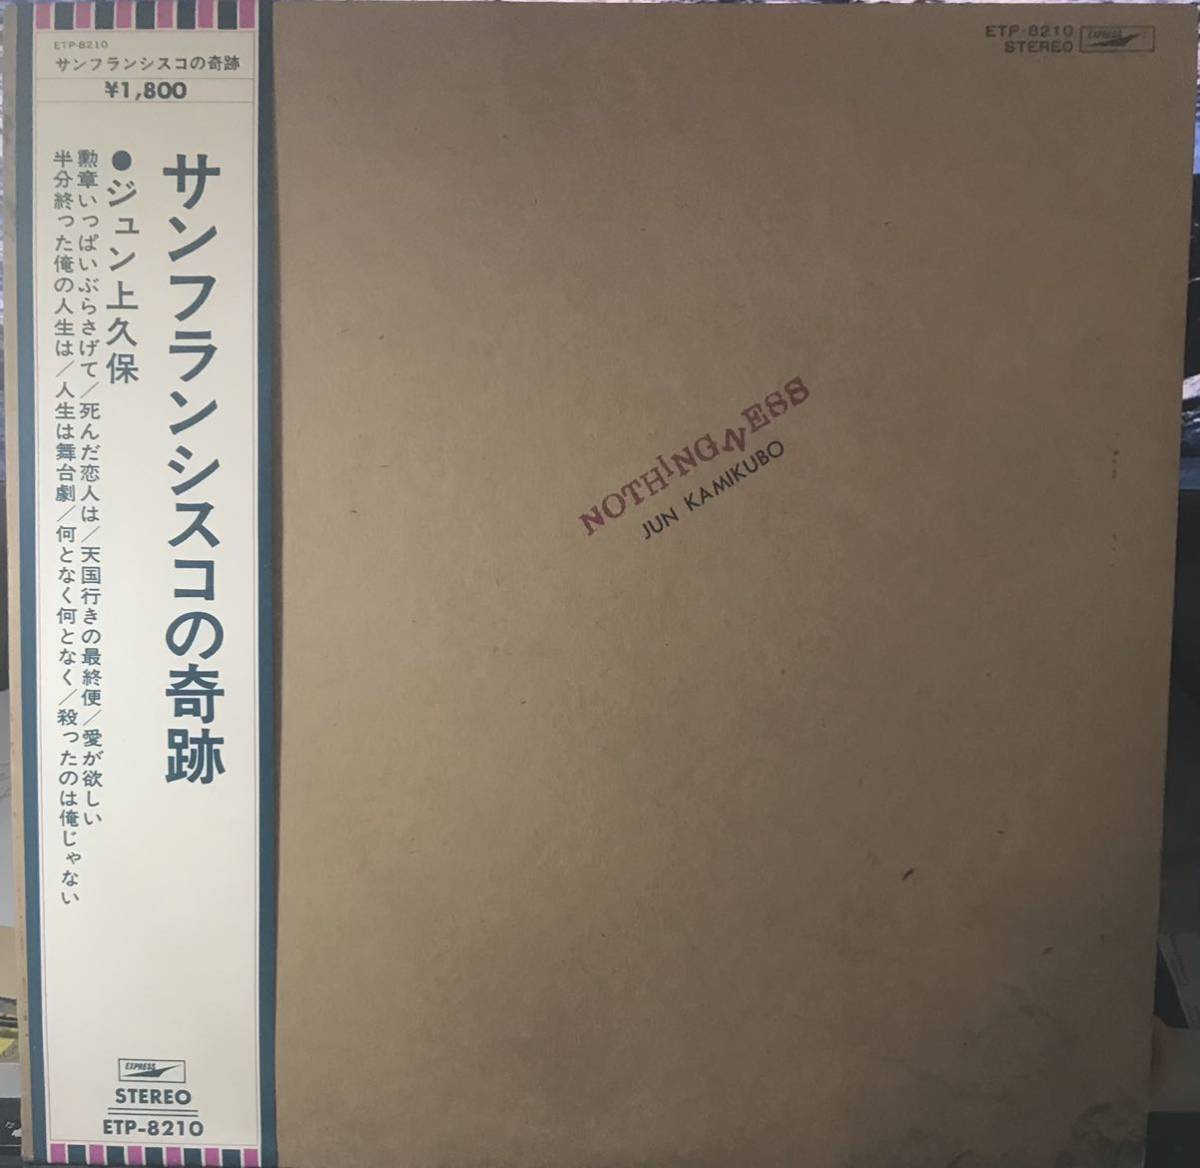 ETP-8210
サンフランシスコの奇跡
¥1,800
サンフランシスコの奇跡
●ジュン上久保
勲章いっぱいぶらさげて/死んだ恋人は/天国行きの最終便/愛が欲しい
半分終った俺の人生は/人生は舞台劇/何となく何となく/殺ったのは俺じゃない
EXPRESS
STEREO
ETP-8210
ETP-8210
STEREO
EXPRESS
NOTHiNGNESS
JUN KAMIKUBO